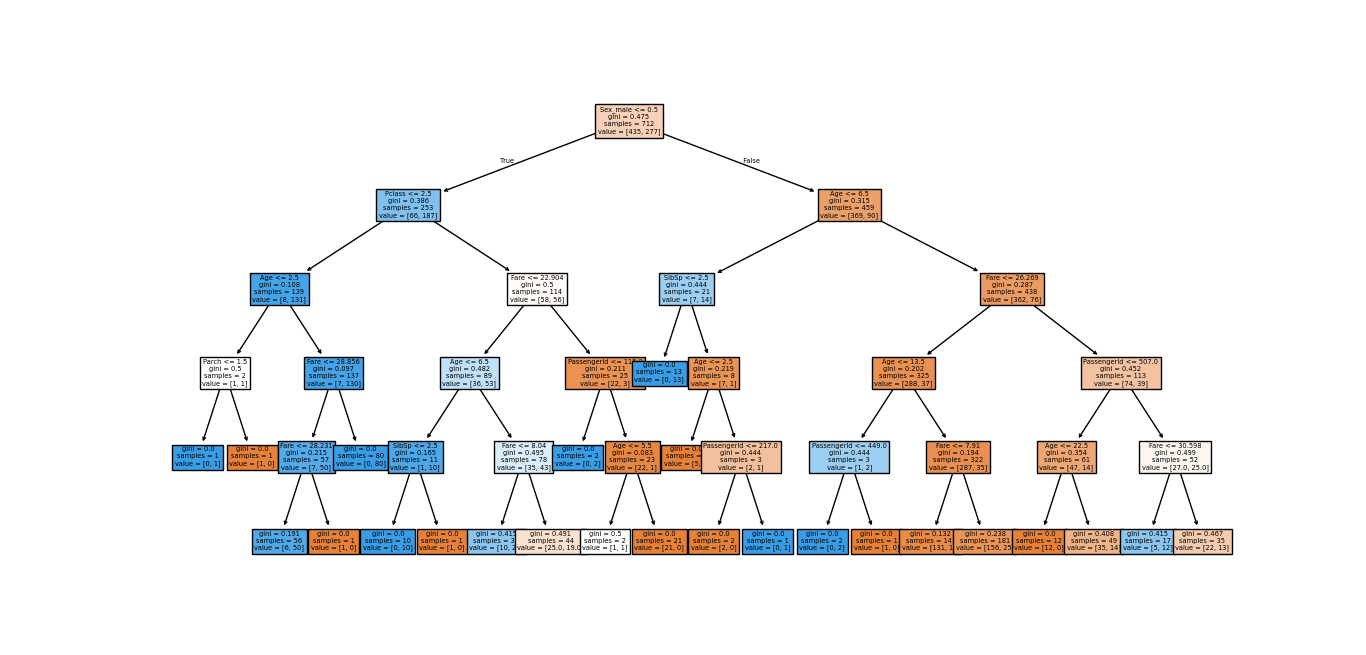 Sex_male <= 0.5
gini = 0.475
samples = 712
value = [435, 277]
True
False
Pclass <= 2.5
gini = 0.386
samples = 253
value = [66, 187]
Age <= 6.5
gini = 0.315
samples = 459
value = [369, 90]
Age <= 2.5
gini = 0.108
samples = 139
value = [8, 131]
Fare <= 22.904
gini = 0.5
samples = 114
value = [58, 56]
SibSp <= 2.5
gini = 0.444
samples = 21
value = [7, 14]
Fare <= 26.269
gini = 0.287
samples = 438
value = [362, 76]
Parch <= 1.5
gini = 0.5
samples = 2
value = [1, 1]
Fare <= 28.856
gini = 0.097
samples = 137
value = [7, 130]
Age <= 6.5
gini = 0.482
samples = 89
value = [36, 53]
PassengerId <=
gini = 0.211
samples = 25
value = [22, 3]
gini = 0.0
samples = 13
value = [0, 13]
Age <= 2.5
gini = 0.219
samples = 8
value = [7, 1]
Age <= 13.5
gini = 0.202
samples = 325
value = [288, 37]
PassengerId <= 507.0
gini = 0.452
samples = 113
value = [74, 39]
gini = 0.0
samples = 1
value = [0, 1]
gini = 0.0
samples = 1
value = [1, 0]
Fare <= 28.231
gini = 0.215
samples = 57
value = [7, 50]
gini = 0.0
samples = 80
value = [0, 80]
SibSp <= 2.5
gini = 0.165
samples = 11
value = [1, 10]
Fare <= 8.04
gini = 0.495
samples = 78
value = [35, 43]
gini = 0.0
samples = 2
value = [0, 2]
Age <= 5.5
gini = 0.083
samples = 23
value = [22, 1]
gini =
samples =
value = [5,
PassengerId <= 217.0
gini = 0.444
samples = 3
value = [2, 1]
PassengerId <= 449.0
gini = 0.444
samples = 3
value = [1, 2]
Fare <= 7.91
gini = 0.194
samples = 322
value = [287, 35]
Age <= 22.5
gini = 0.354
samples = 61
value = [47, 14]
Fare <= 30.598
gini = 0.499
samples = 52
value = [27.0, 25.0]
gini = 0.191
samples = 56
value = [6, 50]
gini = 0.0
samples = 1
value = [1, 0]
gini = 0.0
samples = 10
value = [0, 10]
gini = 0.0
samples = 1
value = [1, 0]
gini = 0.415
samples =
value = [10,
gini = 0.491
samples = 44
value = [25.0, 19.0
gini = 0.5
samples = 2
value = [1, 1]
gini = 0.0
samples = 21
value = [21, 0]
gini = 0.0
samples = 2
value = [2, 0]
gini = 0.0
samples = 1
value = [0, 1]
gini = 0.0
samples = 2
value = [0, 2]
gini = 0.0
samples = 1
value = [1, 0]
gini = 0.132
samples =
value = [131,
gini = 0.238
samples = 181
value = [156, 25
gini = 0.0
samples = 12
value = [12, 0]
gini = 0.408
samples = 49
value = [35, 14
gini = 0.415
samples = 17
value = [5, 12]
gini = 0.467
samples = 35
value = [22, 13]